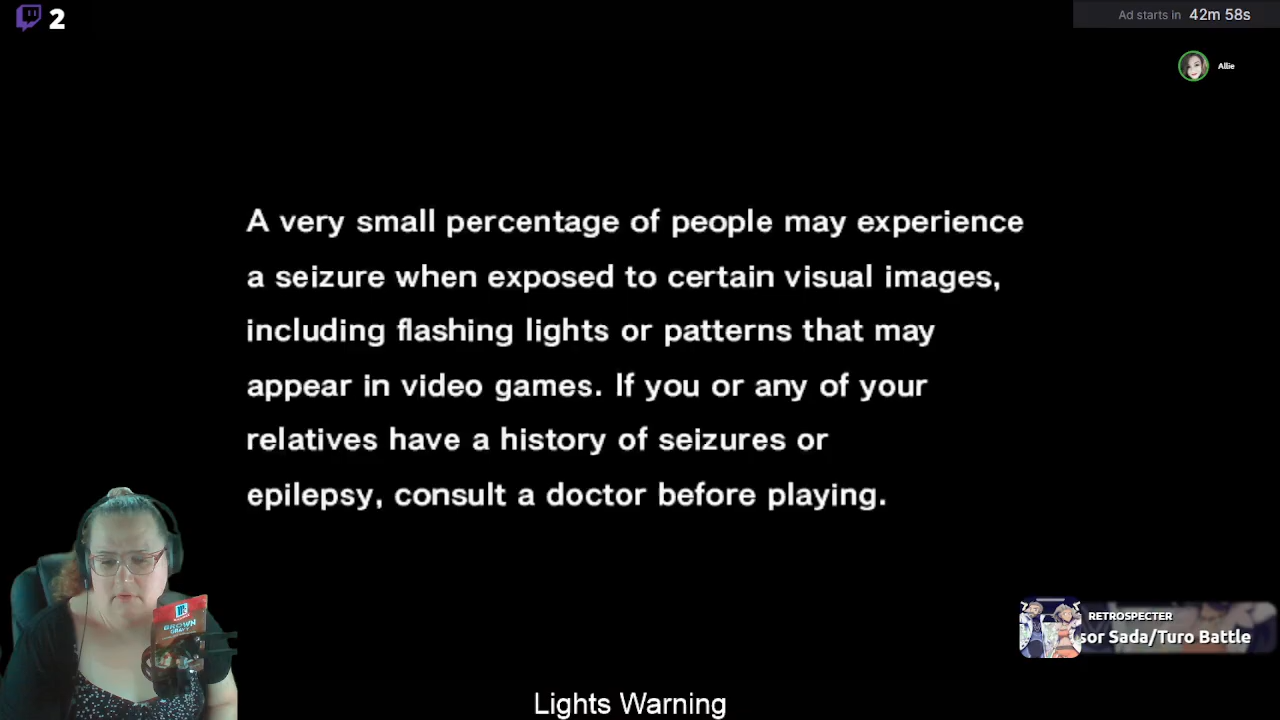 2
Ad starts in 42m 58s
Allie
A very small percentage of people may experience
a seizure when exposed to certain visual images,
including flashing lights or patterns that may
appear in video games. If you or any of your
relatives have a history of seizures or
epilepsy, consult a doctor before playing.
BROWN
GRAVY
RETROSPECTER
sor Sada/Turo Battle
Lights Warning